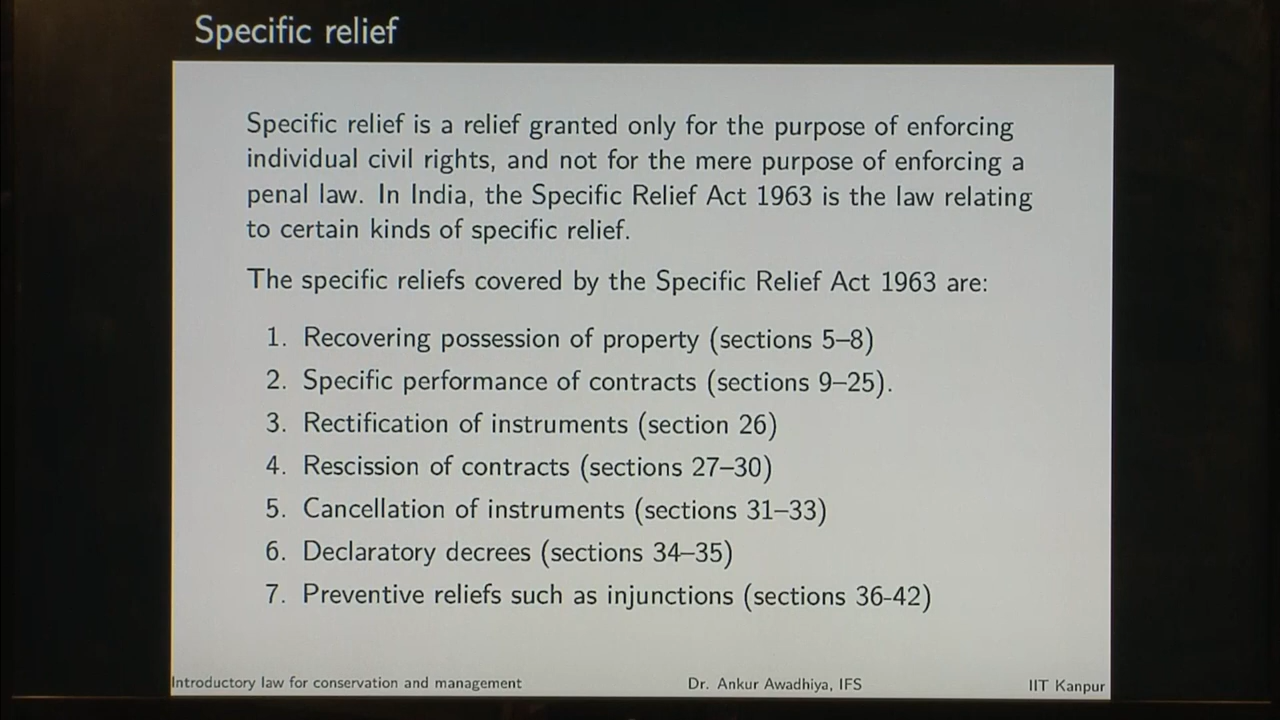 Specific relief
Specific relief is a relief granted only for the purpose of enforcing
individual civil rights, and not for the mere purpose of enforcing a
penal law. In India, the Specific Relief Act 1963 is the law relating
to certain kinds of specific relief.
The specific reliefs covered by the Specific Relief Act 1963 are:
1. Recovering possession of property (sections 5–8)
2. Specific performance of contracts (sections 9–25).
3. Rectification of instruments (section 26)
4. Rescission of contracts (sections 27–30)
5. Cancellation of instruments (sections 31–33)
6. Declaratory decrees (sections 34–35)
7. Preventive reliefs such as injunctions (sections 36-42)
Introductory law for conservation and management Dr. Ankur Awadhiya, IFS IIT Kanpur